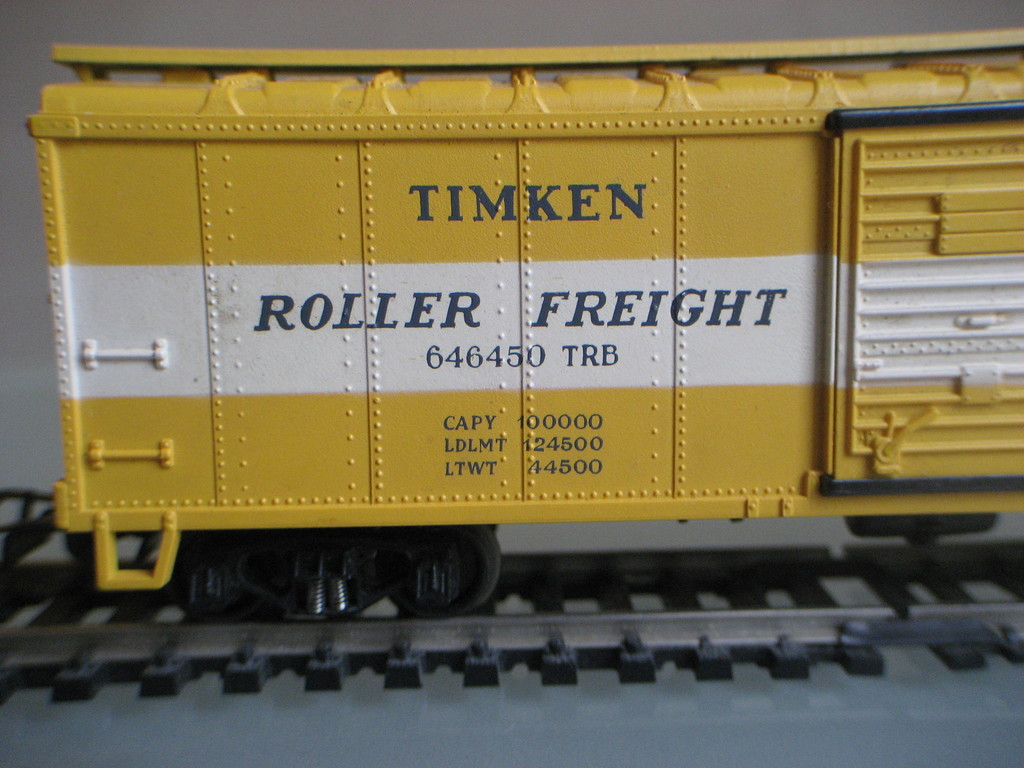 TIMKEN
ROLLER FREIGHT
646450 TRB
CAPY 100000
LDLMT 124500
LTWT 44500